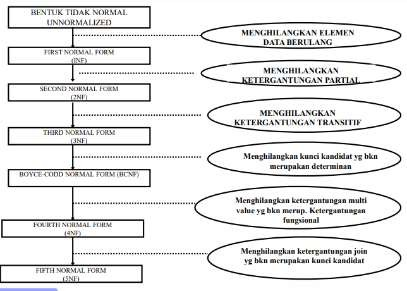 BENTUK TIDAK NORMAL
UNNORMALIZED
MENGHILANGKAN ELEMEN
DATA BERULANG
FIRST NORMAL FORM
(1NF)
MENGHILANGKAN
KETERGANTUNGAN PARTIAL
SECOND NORMAL FORM
(2NF)
MENGHILANGKAN
KETERGANTUNGAN TRANSITIF
THIRD NORMAL FORM
(3NF)
Menghilangkan kunci kandidat yg bkn
merupakan determinan
BOYCE-CODD NORMAL FORM (BCNF)
Menghilangkan ketergantungan multi
value yg bkn merup. Ketergantungan
fungsional
FOURTH NORMAL FORM
(4NF)
Menghilangkan ketergantungan join
yg bkn merupakan kunci kandidat
FIFTH NORMAL FORM
(5NF)